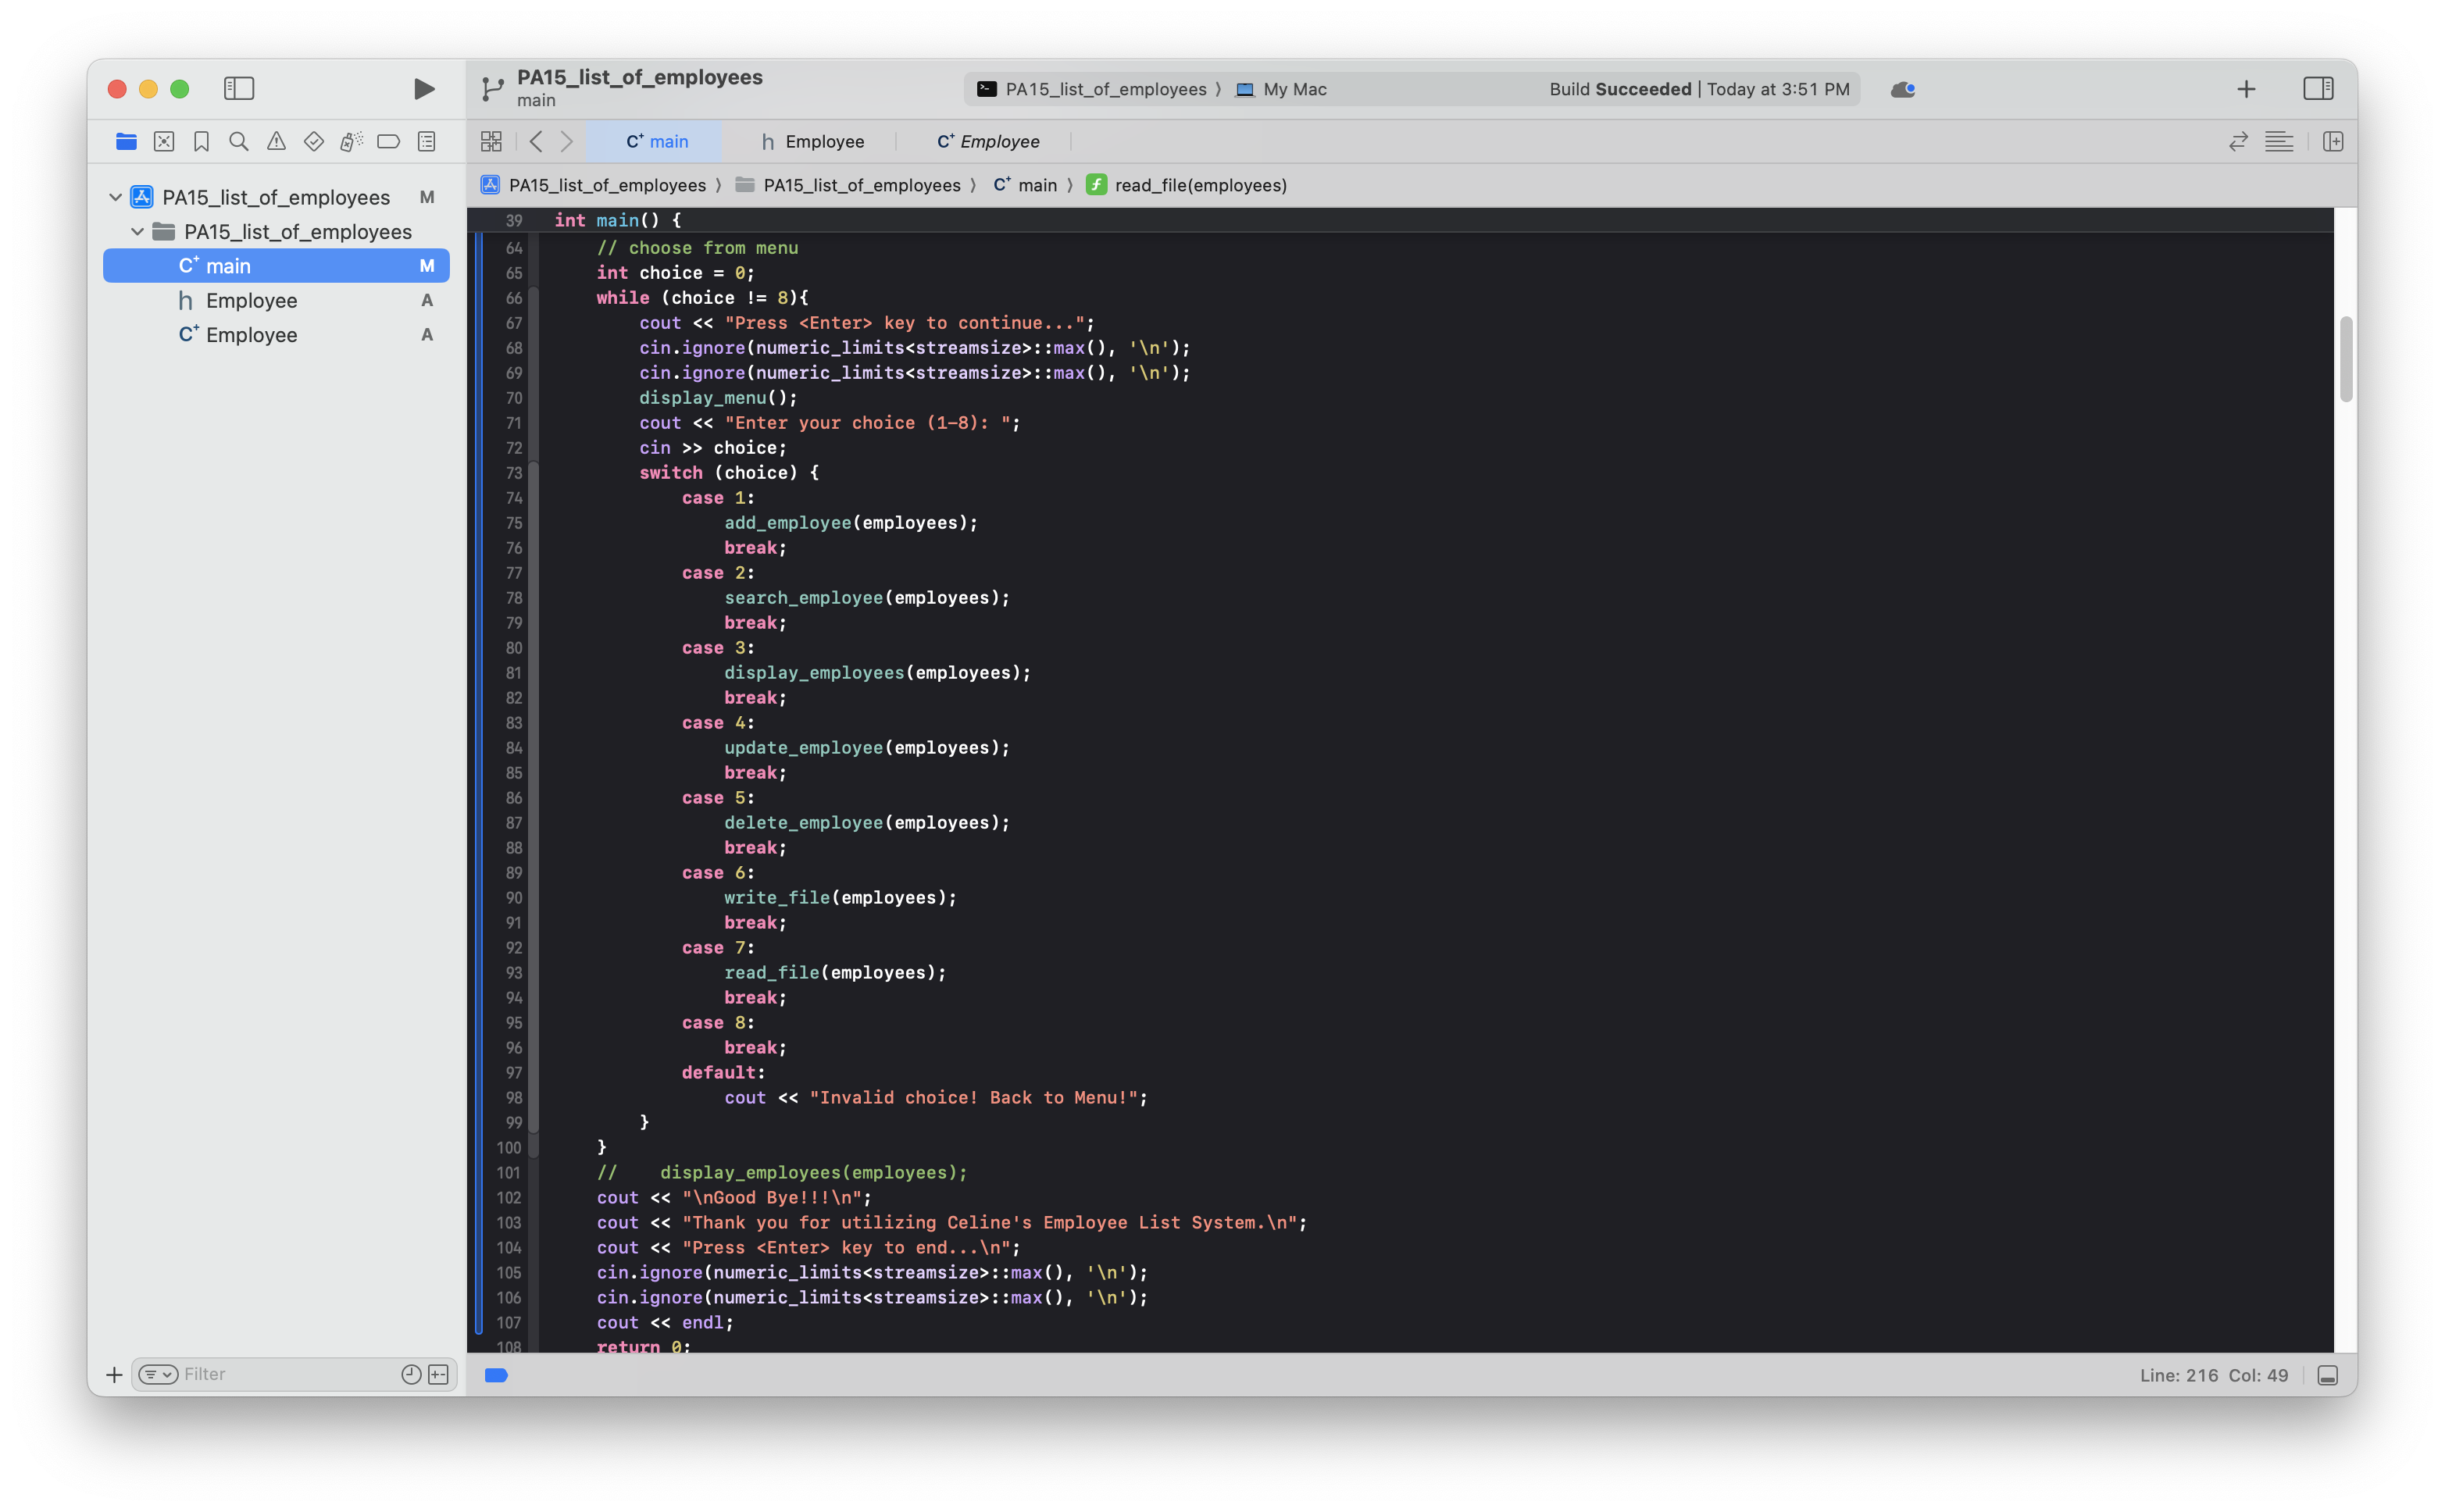 PA15_list_of_employees
main
PA15_list_of_employees 〉 My Mac
Build Succeeded | Today at 3:51 PM
main
Employee
Employee
PA15_list_of_employees 〉 PA15_list_of_employees 〉 main 〉 read_file(employees)
PA15_list_of_employees M
PA15_list_of_employees
main M
Employee A
Employee A
39 int main() {
64     // choose from menu
65     int choice = 0;
66     while (choice != 8){
67         cout << "Press <Enter> key to continue...";
68         cin.ignore(numeric_limits<streamsize>::max(), '\n');
69         cin.ignore(numeric_limits<streamsize>::max(), '\n');
70         display_menu();
71         cout << "Enter your choice (1-8): ";
72         cin >> choice;
73         switch (choice) {
74             case 1:
75                 add_employee(employees);
76                 break;
77             case 2:
78                 search_employee(employees);
79                 break;
80             case 3:
81                 display_employees(employees);
82                 break;
83             case 4:
84                 update_employee(employees);
85                 break;
86             case 5:
87                 delete_employee(employees);
88                 break;
89             case 6:
90                 write_file(employees);
91                 break;
92             case 7:
93                 read_file(employees);
94                 break;
95             case 8:
96                 break;
97             default:
98                 cout << "Invalid choice! Back to Menu!";
99         }
100     }
101     //    display_employees(employees);
102     cout << "\nGood Bye!!!\n";
103     cout << "Thank you for utilizing Celine's Employee List System.\n";
104     cout << "Press <Enter> key to end...\n";
105     cin.ignore(numeric_limits<streamsize>::max(), '\n');
106     cin.ignore(numeric_limits<streamsize>::max(), '\n');
107     cout << endl;
108     return 0;
Filter
Line: 216 Col: 49